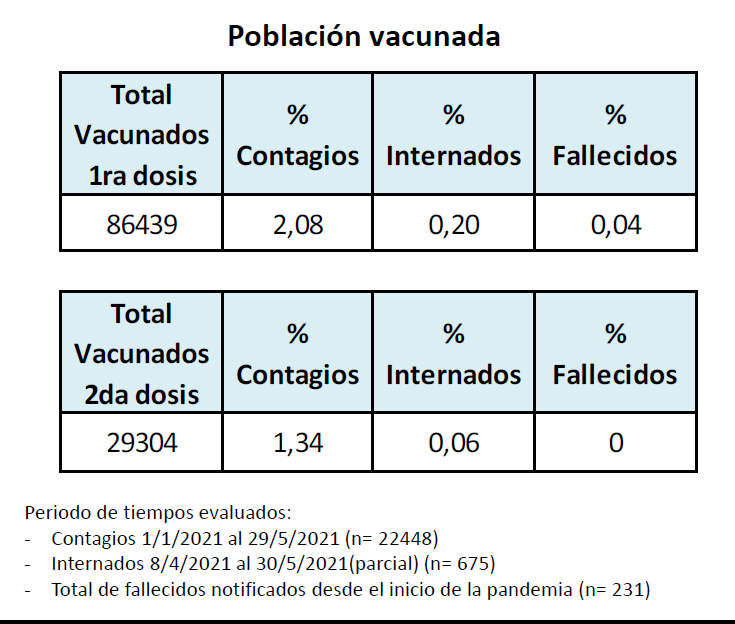 Población vacunada
Total
Vacunados
1ra dosis
%
Contagios
%
Internados
%
Fallecidos
86439
2,08
0,20
0,04
Total
Vacunados
2da dosis
%
Contagios
%
Internados
%
Fallecidos
29304
1,34
0,06
0
Periodo de tiempos evaluados:
- Contagios 1/1/2021 al 29/5/2021 (n= 22448)
- Internados 8/4/2021 al 30/5/2021(parcial) (n= 675)
- Total de fallecidos notificados desde el inicio de la pandemia (n= 231)